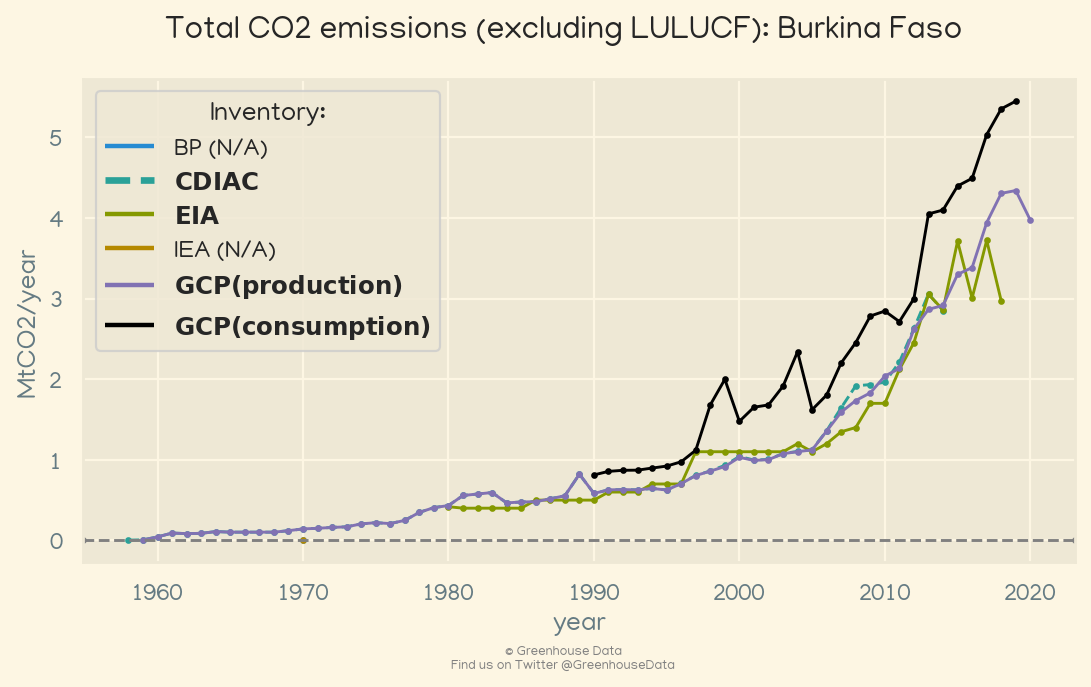 Total CO2 emissions (excluding LULUCF): Burkina Faso
Inventory:
BP (N/A)
CDIAC
EIA
IEA (N/A)
GCP(production)
GCP(consumption)
MtCO2/year
5
4
3
2
1
0
1960 1970 1980 1990 2000 2010 2020
year
© Greenhouse Data
Find us on Twitter @GreenhouseData